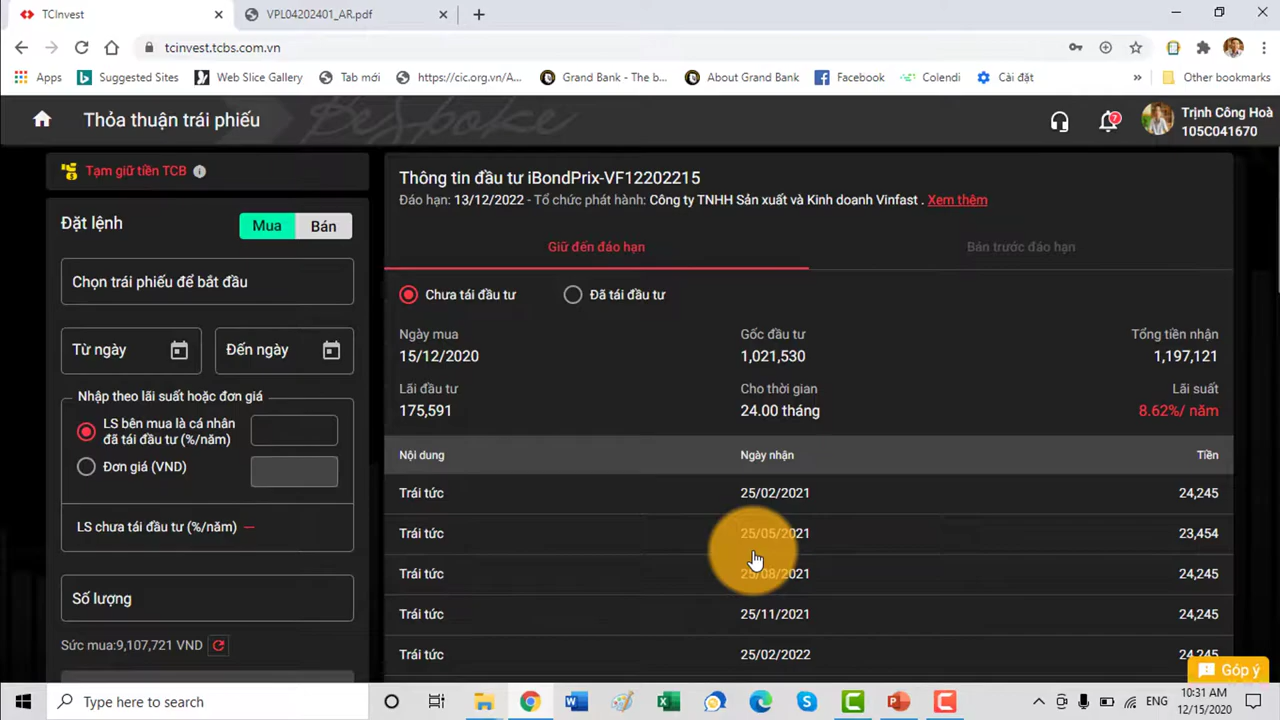 TCInvest
VPL04202401_AR.pdf
tcinvest.tcbs.com.vn
Apps
Suggested Sites
Web Slice Gallery
Tab mới
https://cic.org.vn/A...
Grand Bank - The b...
About Grand Bank
Facebook
Colendi
Cài đặt
»
Other bookmarks
Thỏa thuận trái phiếu
Bespoke
7
Trịnh Công Hoà
105C041670
Tạm giữ tiền TCB
Đặt lệnh
Mua
Bán
Chọn trái phiếu để bắt đầu
Từ ngày
Đến ngày
Nhập theo lãi suất hoặc đơn giá
LS bên mua là cá nhân
đã tái đầu tư (%/năm)
Đơn giá (VND)
LS chưa tái đầu tư (%/năm) —
Số lượng
Sức mua:9,107,721 VND
Thông tin đầu tư iBondPrix-VF12202215
Đáo hạn: 13/12/2022 - Tổ chức phát hành: Công ty TNHH Sản xuất và Kinh doanh Vinfast . Xem thêm
Giữ đến đáo hạn
Bán trước đáo hạn
Chưa tái đầu tư
Đã tái đầu tư
Ngày mua
Gốc đầu tư
Tổng tiền nhận
15/12/2020
1,021,530
1,197,121
Lãi đầu tư
Cho thời gian
Lãi suất
175,591
24.00 tháng
8.62%/ năm
Nội dung
Ngày nhận
Tiền
Trái tức
25/02/2021
24,245
Trái tức
25/05/2021
23,454
Trái tức
25/08/2021
24,245
Trái tức
25/11/2021
24,245
Trái tức
25/02/2022
24,245
Góp ý
Type here to search
ENG
10:31 AM
12/15/2020